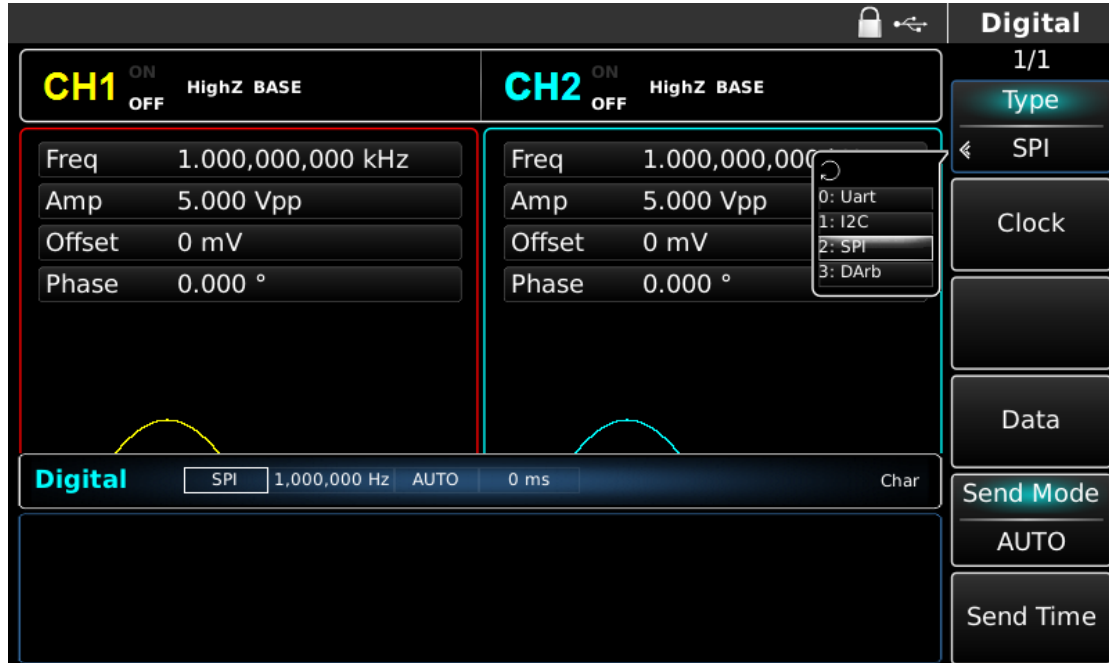 Digital
1/1
CH1 ON OFF HighZ BASE
CH2 ON OFF HighZ BASE
Freq 1.000,000,000 kHz
Amp 5.000 Vpp
Offset 0 mV
Phase 0.000 °
Freq 1.000,000,000
Amp 5.000 Vpp
Offset 0 mV
Phase 0.000 °
0: Uart
1: I2C
2: SPI
3: DArb
Type
SPI
Clock
Data
Send Mode
AUTO
Send Time
Digital SPI 1,000,000 Hz AUTO 0 ms Char